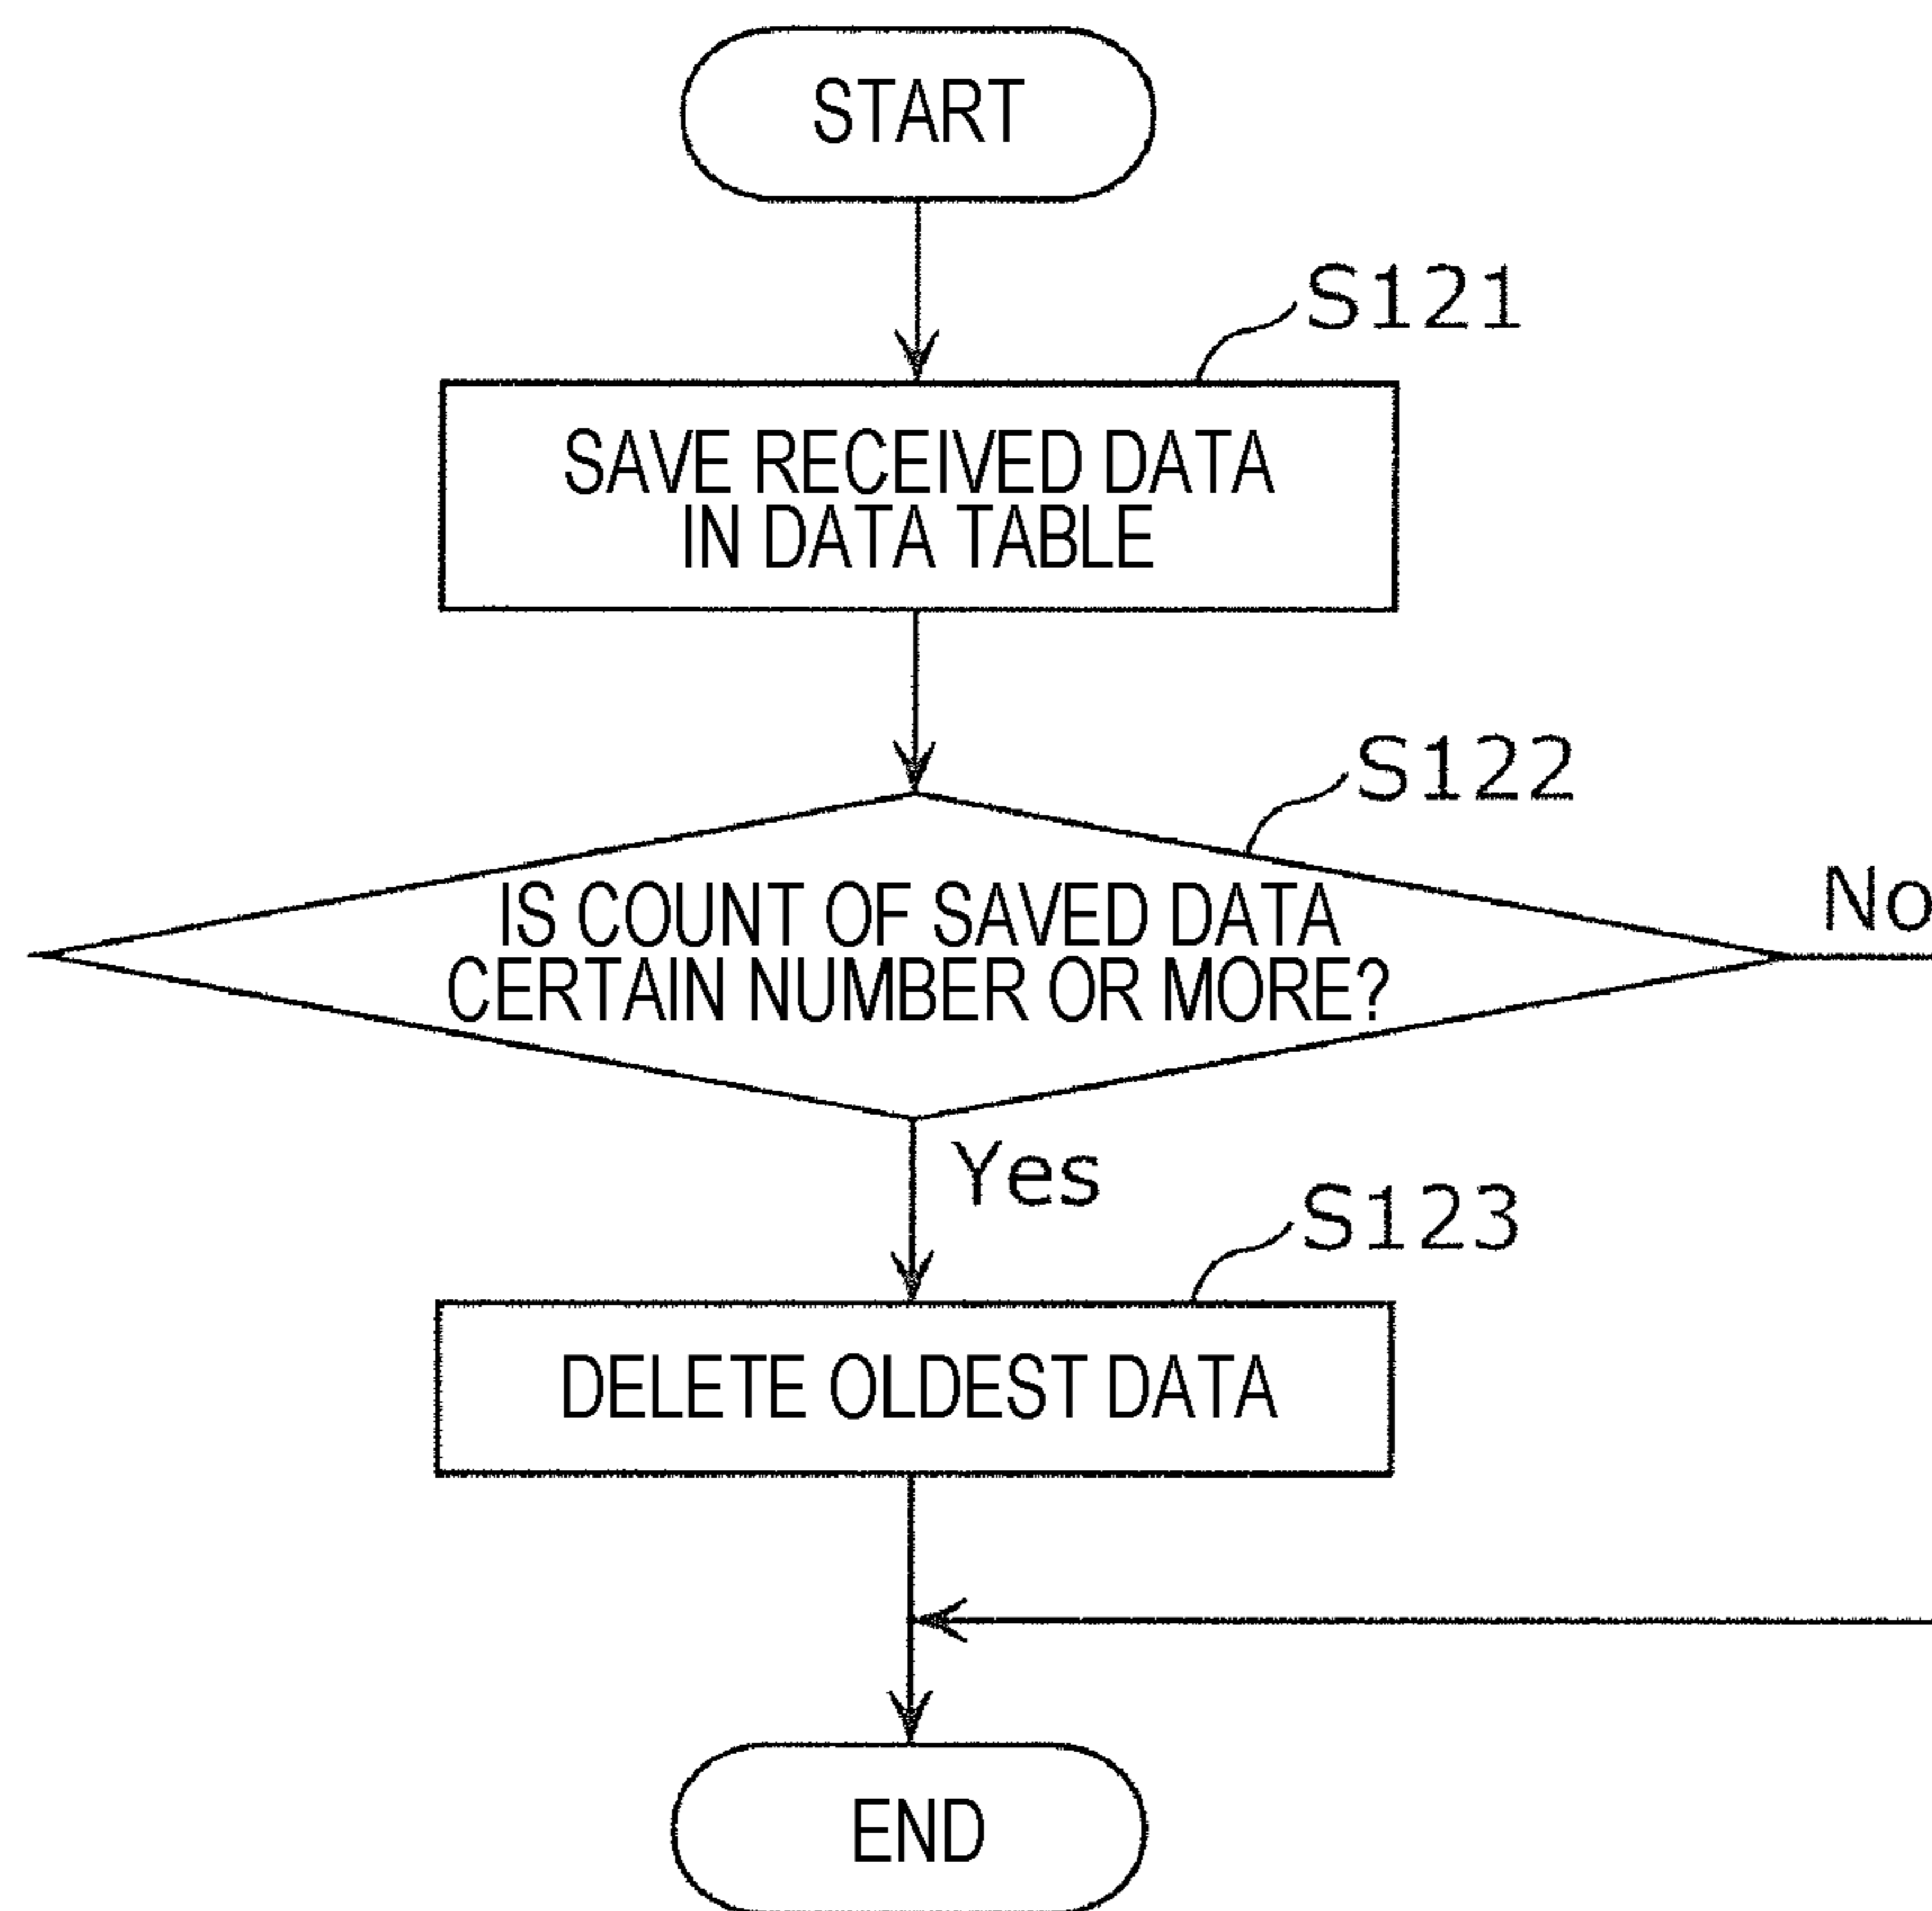 START
S121
SAVE RECEIVED DATA
IN DATA TABLE
S122
IS COUNT OF SAVED DATA
CERTAIN NUMBER OR MORE?
No
Yes
S123
DELETE OLDEST DATA
END